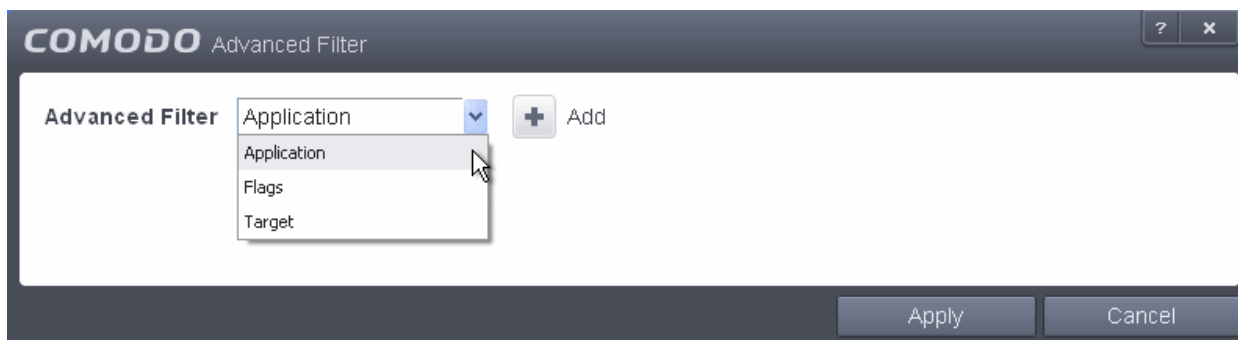 COMODO Advanced Filter ? x
Advanced Filter Application + Add
Application
Flags
Target
Apply Cancel